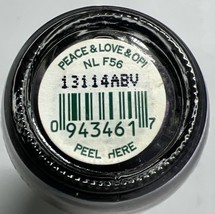 PEACE & LOVE & OPI
NL F56
13114ABV
0 943461 7
PEEL HERE